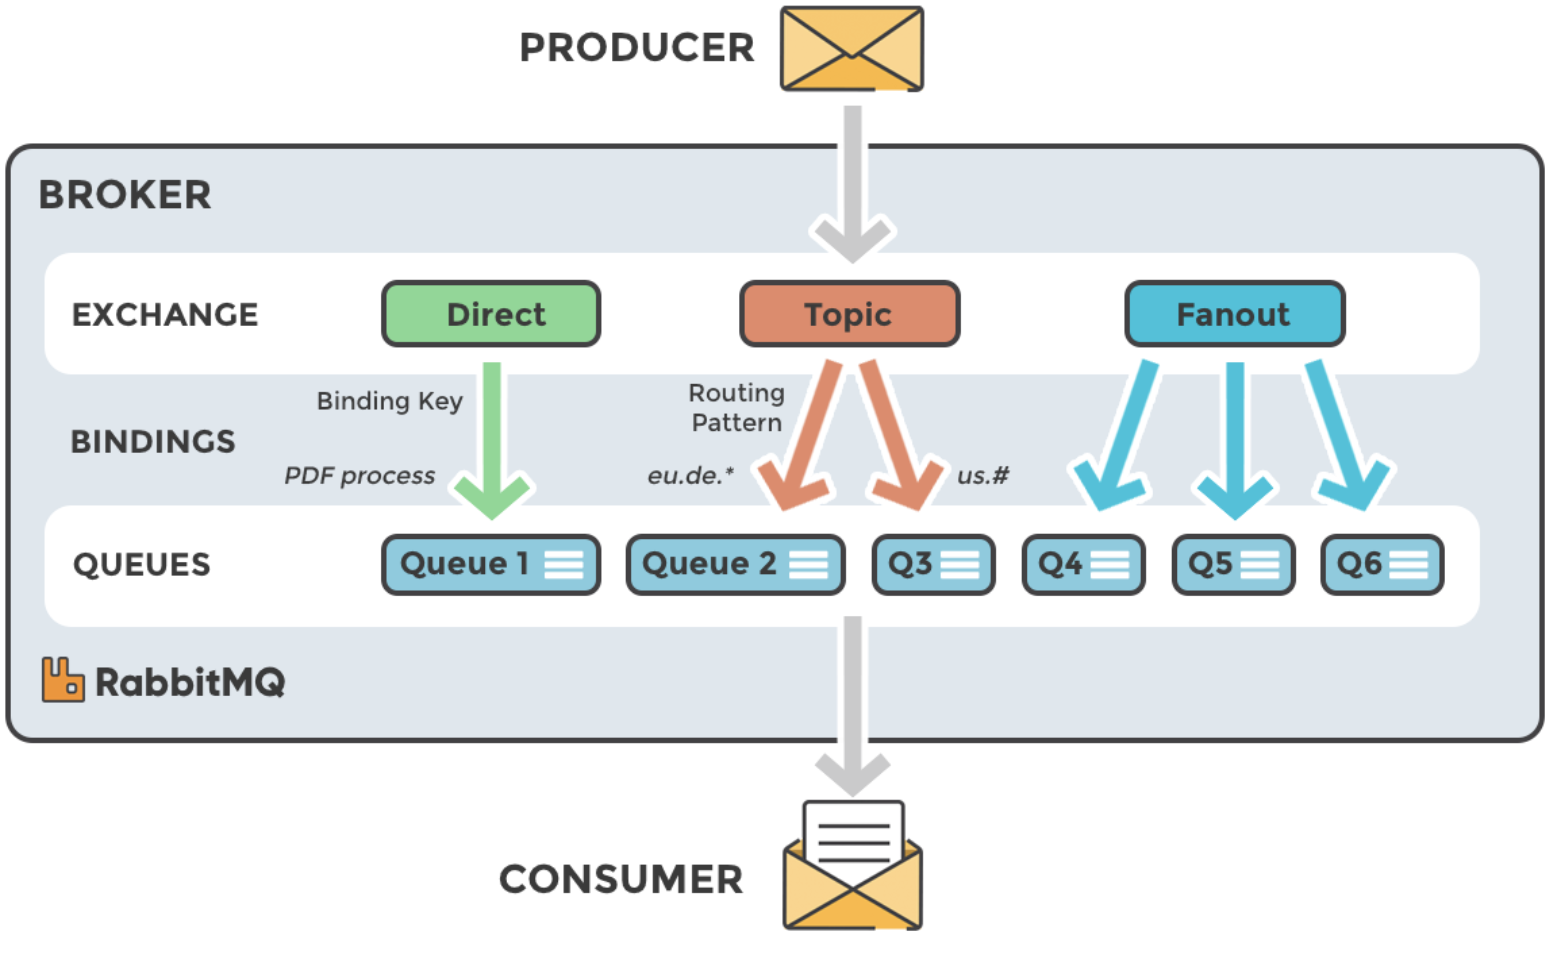 PRODUCER
BROKER
EXCHANGE
Direct
Topic
Fanout
Binding Key
Routing
Pattern
BINDINGS
PDF process
eu.de.*
us.#
QUEUES
Queue 1
Queue 2
Q3
Q4
Q5
Q6
RabbitMQ
CONSUMER